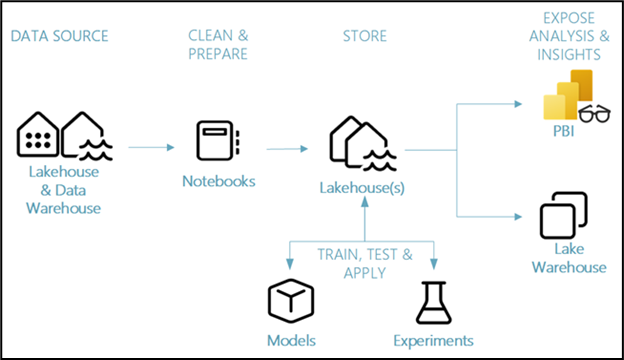 DATA SOURCE
CLEAN &
PREPARE
STORE
EXPOSE
ANALYSIS &
INSIGHTS
Lakehouse
& Data
Warehouse
Notebooks
Lakehouse(s)
PBI
Lake
Warehouse
TRAIN, TEST &
APPLY
Models
Experiments